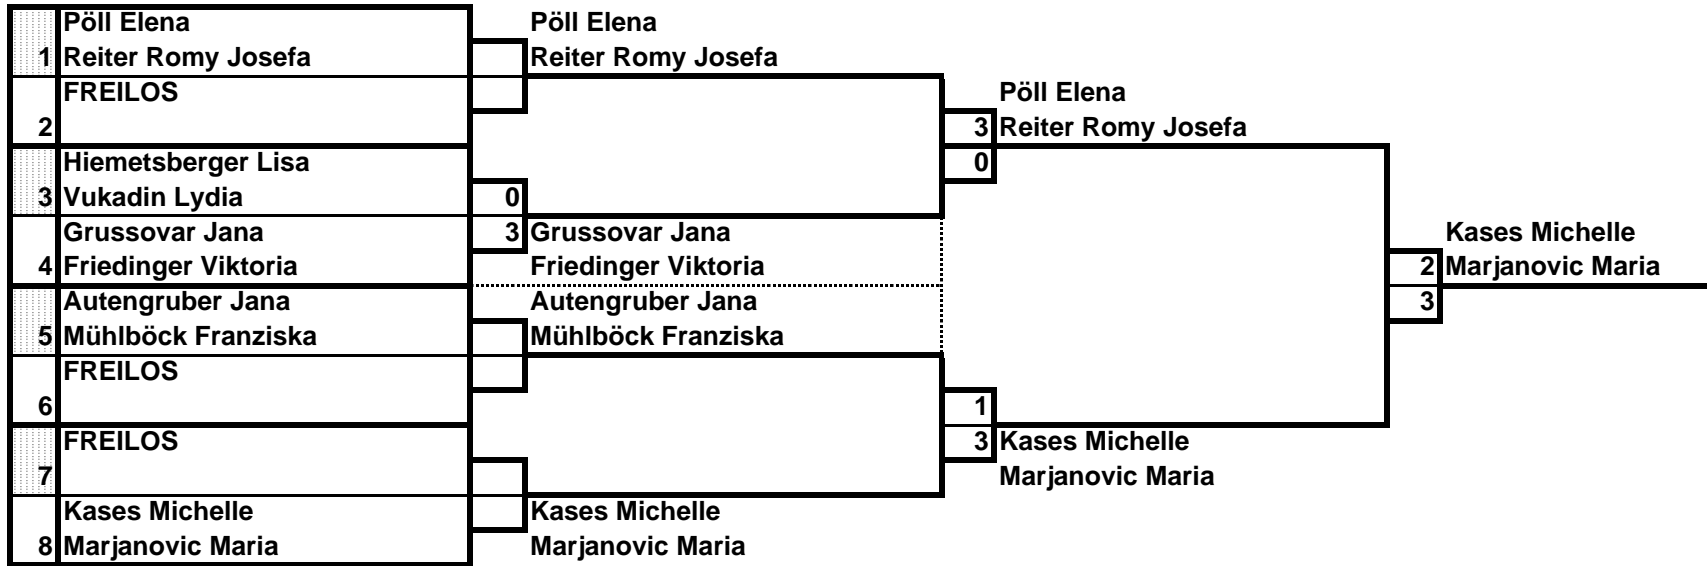 Pöll Elena Pöll Elena
1 Reiter Romy Josefa Reiter Romy Josefa
FREILOS Pöll Elena
2 3 Reiter Romy Josefa
Hiemetsberger Lisa 0
3 Vukadin Lydia 0
Grussovar Jana 3 Grussovar Jana Kases Michelle
4 Friedinger Viktoria Friedinger Viktoria 2 Marjanovic Maria
Autengruber Jana Autengruber Jana 3
5 Mühlböck Franziska Mühlböck Franziska
FREILOS
6 1
FREILOS 3 Kases Michelle
7 Marjanovic Maria
Kases Michelle Kases Michelle
8 Marjanovic Maria Marjanovic Maria